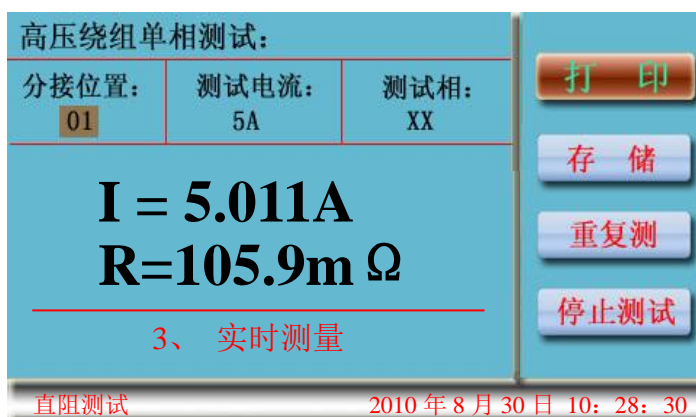 高压绕组单相测试：
分接位置： 测试电流： 测试相：
01 5A XX
I = 5.011A
R=105.9mΩ
3、 实时测量
打 印
存 储
重复测
停止测试
直阻测试 2010 年 8 月 30 日 10：28：30